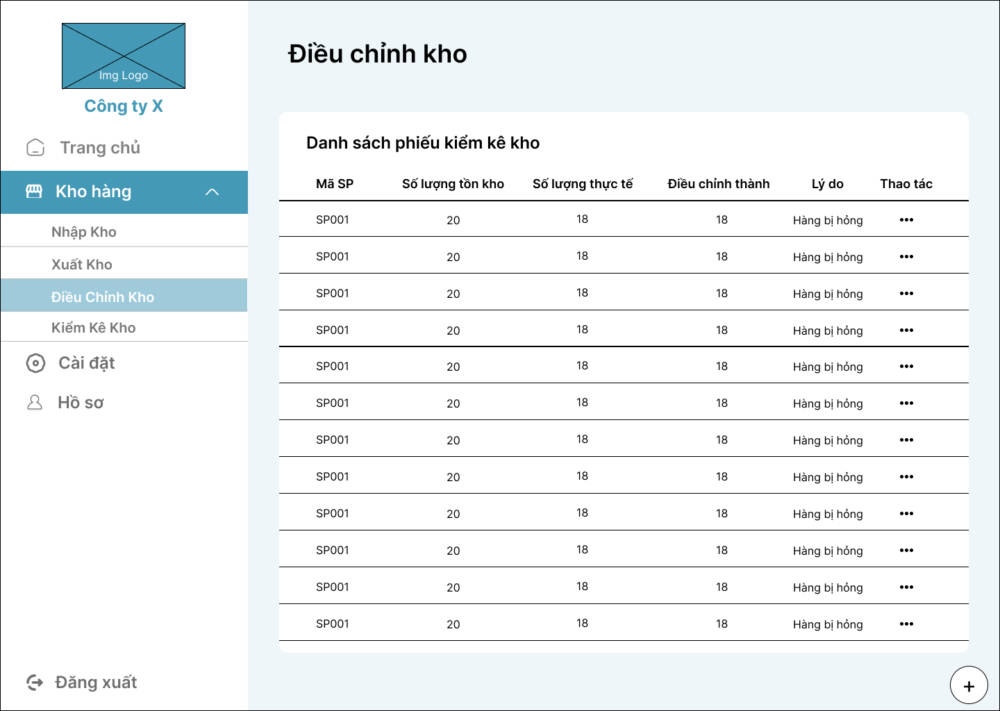 Img Logo
Công ty X
Trang chủ
Kho hàng
Nhập Kho
Xuất Kho
Điều Chỉnh Kho
Kiểm Kê Kho
Cài đặt
Hồ sơ
Đăng xuất
Điều chỉnh kho
Danh sách phiếu kiểm kê kho
Mã SP Số lượng tồn kho Số lượng thực tế Điều chỉnh thành Lý do Thao tác
SP001 20 18 18 Hàng bị hỏng •••
SP001 20 18 18 Hàng bị hỏng •••
SP001 20 18 18 Hàng bị hỏng •••
SP001 20 18 18 Hàng bị hỏng •••
SP001 20 18 18 Hàng bị hỏng •••
SP001 20 18 18 Hàng bị hỏng •••
SP001 20 18 18 Hàng bị hỏng •••
SP001 20 18 18 Hàng bị hỏng •••
SP001 20 18 18 Hàng bị hỏng •••
SP001 20 18 18 Hàng bị hỏng •••
SP001 20 18 18 Hàng bị hỏng •••
SP001 20 18 18 Hàng bị hỏng •••
+